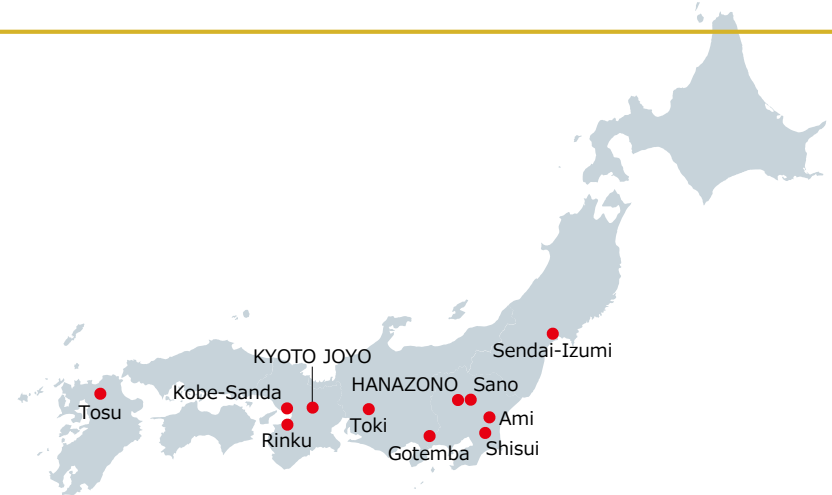 Sendai-Izumi
KYOTO JOYO
HANAZONO
Sano
Kobe-Sanda
Tosu
Toki
Ami
Rinku
Gotemba
Shisui